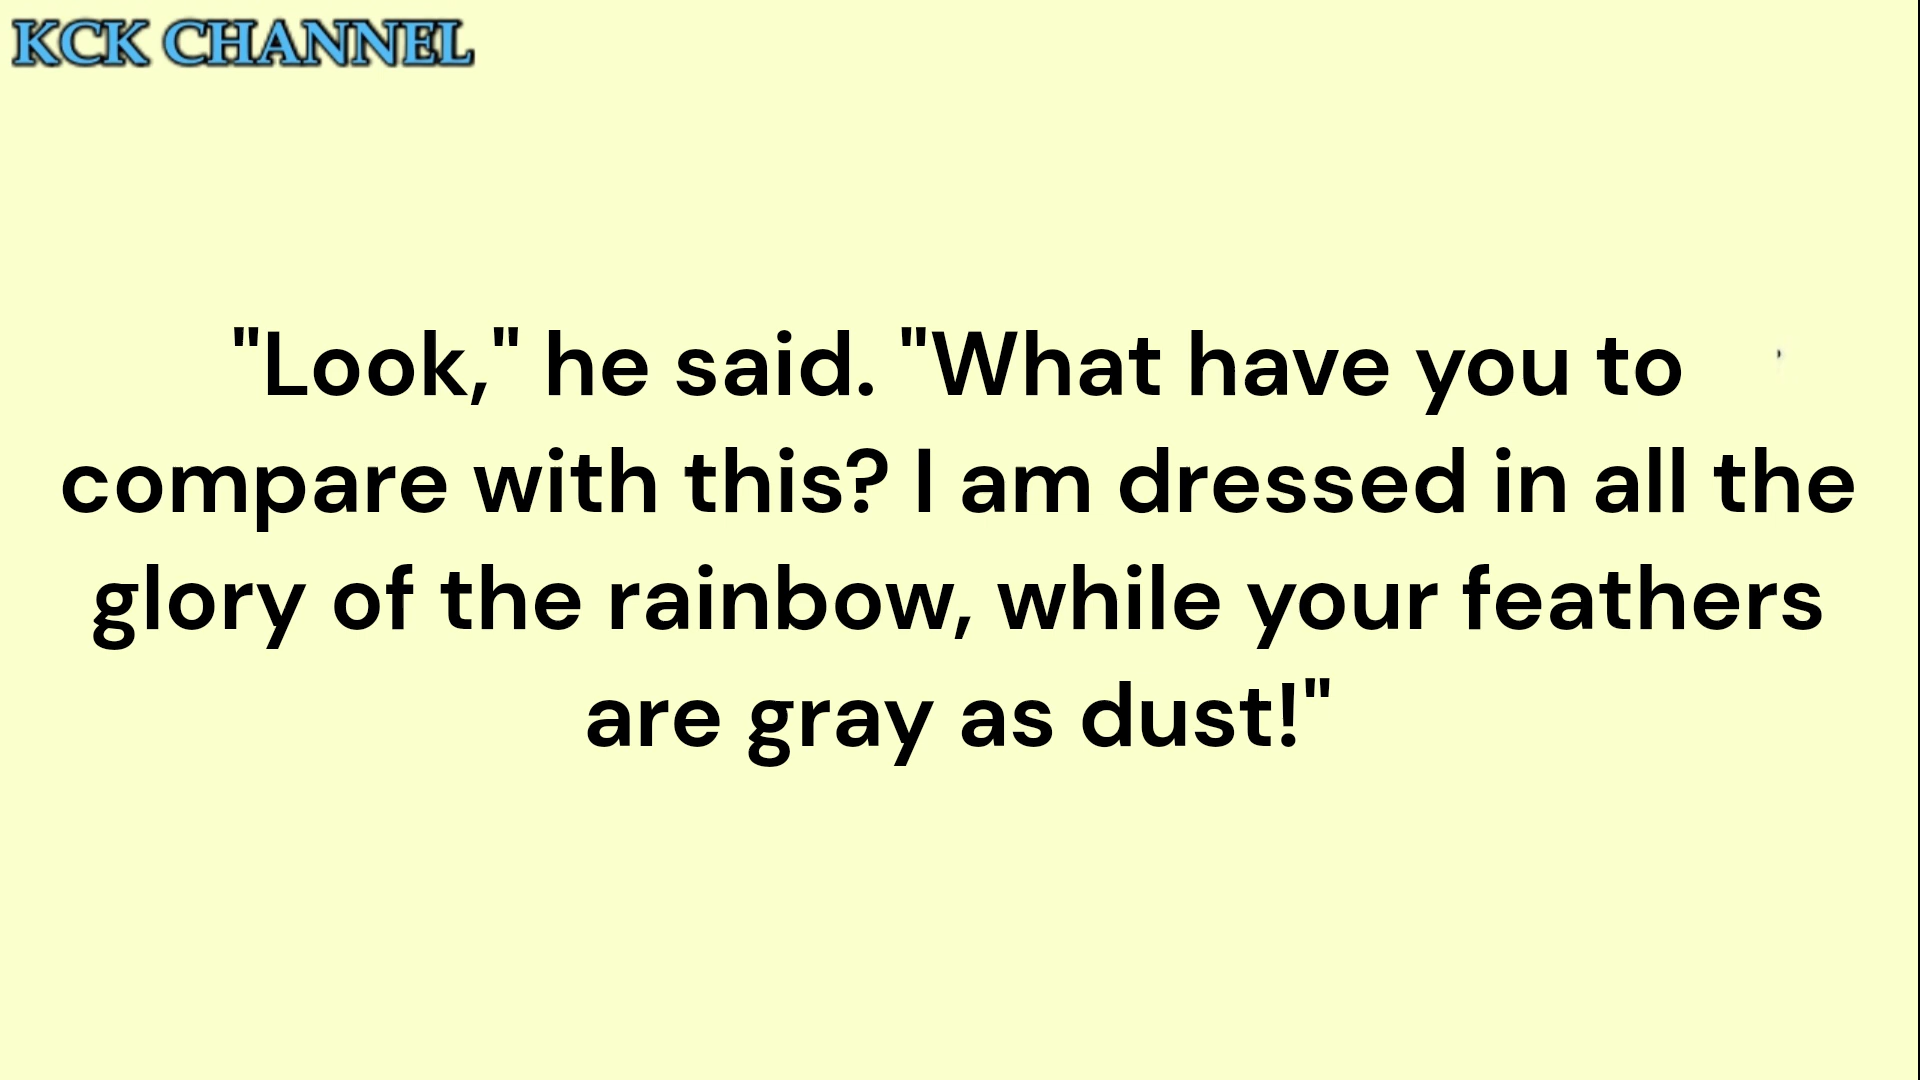 KCK CHANNEL
"Look," he said. "What have you to
compare with this? I am dressed in all the
glory of the rainbow, while your feathers
are gray as dust!"